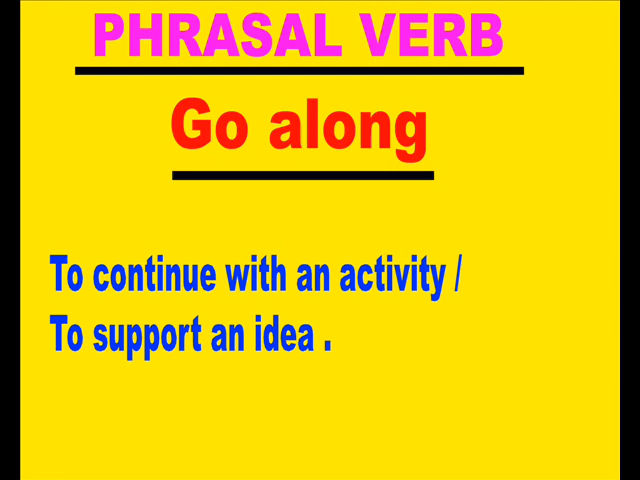 PHRASAL VERB
Go along
To continue with an activity /
To support an idea .